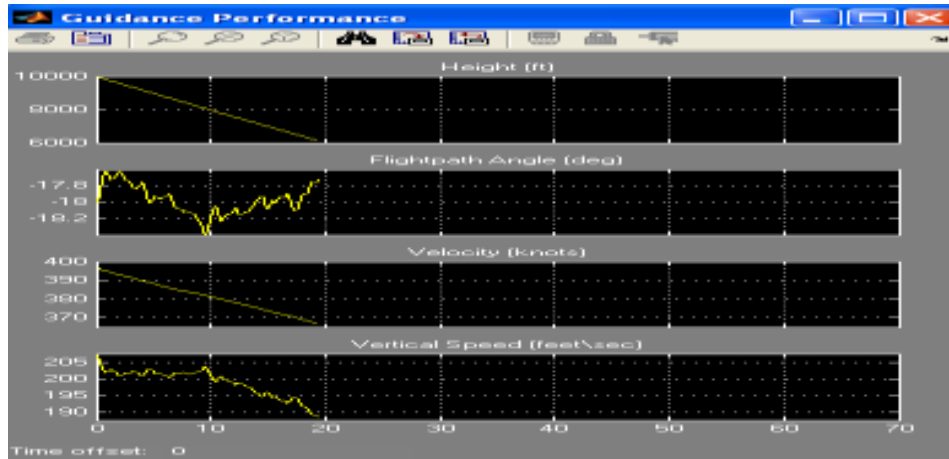 Guidance Performance
Height (ft)
10000
8000
6000
Flightpath Angle (deg)
-17.8
-18
-18.2
Velocity (knots)
400
390
380
370
Vertical Speed (feet\sec)
205
200
195
190
0 10 20 30 40 50 60 70
Time offset: 0